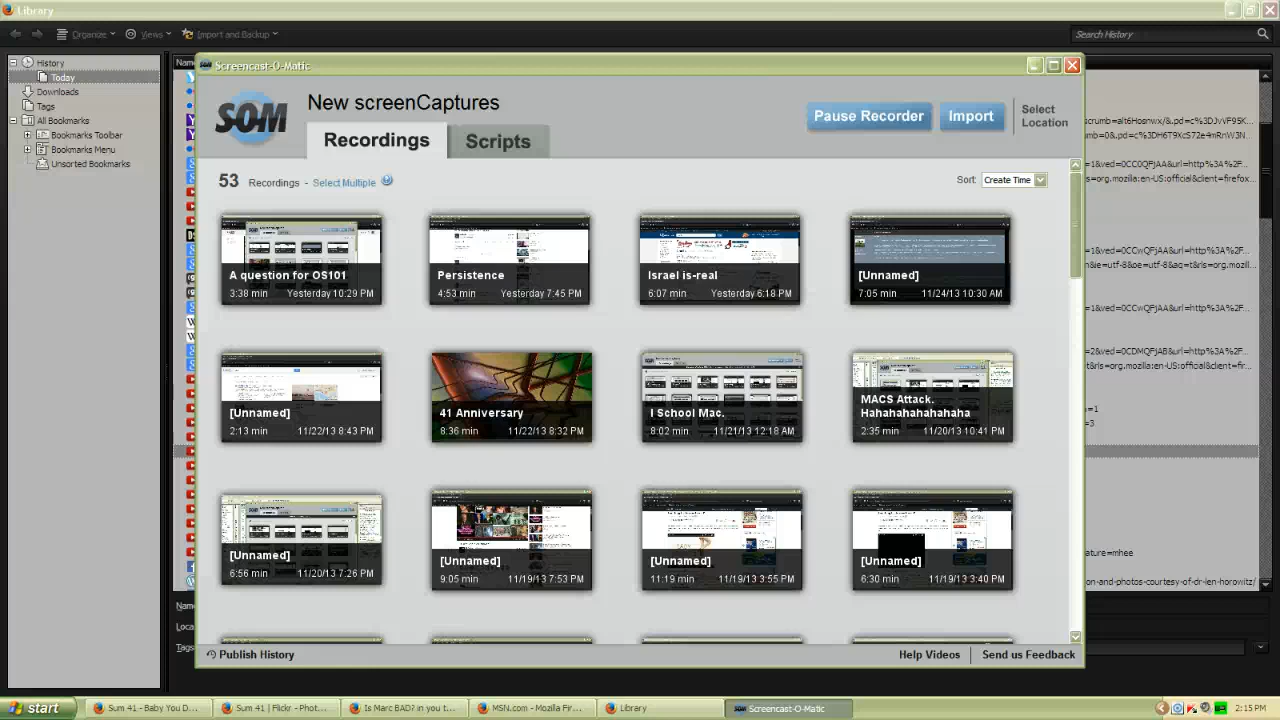 Library
Organize
Views
Import and Backup
Search History
History
Today
Downloads
Tags
All Bookmarks
Bookmarks Toolbar
Bookmarks Menu
Unsorted Bookmarks
Screencast-O-Matic
SOM
New screenCaptures
Recordings
Scripts
Pause Recorder
Import
Select
Location
53 Recordings - Select Multiple
Sort: Create Time
A question for OS101
3:38 min Yesterday 10:29 PM
Persistence
4:53 min Yesterday 7:45 PM
Israel is-real
6:07 min Yesterday 6:18 PM
[Unnamed]
7:05 min 11/24/13 10:30 AM
[Unnamed]
2:13 min 11/22/13 8:43 PM
41 Anniversary
8:36 min 11/22/13 8:32 PM
I School Mac.
8:02 min 11/21/13 12:18 AM
MACS Attack.
Hahahahahahahaha
2:35 min 11/20/13 10:41 PM
[Unnamed]
6:56 min 11/20/13 7:26 PM
[Unnamed]
9:05 min 11/19/13 7:53 PM
[Unnamed]
11:19 min 11/19/13 3:55 PM
[Unnamed]
6:30 min 11/19/13 3:40 PM
Publish History
Help Videos
Send us Feedback
start
Sum 41 - Baby You D...
Sum 41 | Flickr - Phot...
Is Marc BAD? in you t...
MSN.com - Mozilla Fir...
Library
Screencast-O-Matic
2:15 PM